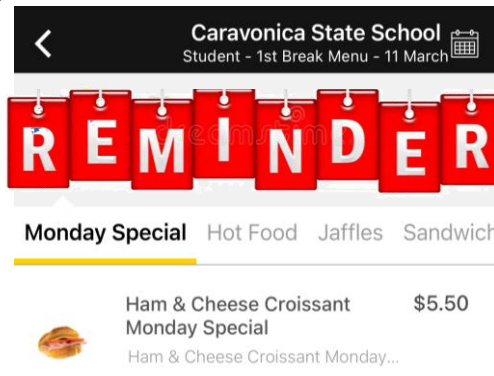 Caravonica State School
Student - 1st Break Menu - 11 March
REMINDER
dreamstime
Monday Special Hot Food Jaffles Sandwich
Ham & Cheese Croissant $5.50
Monday Special
Ham & Cheese Croissant Monday...